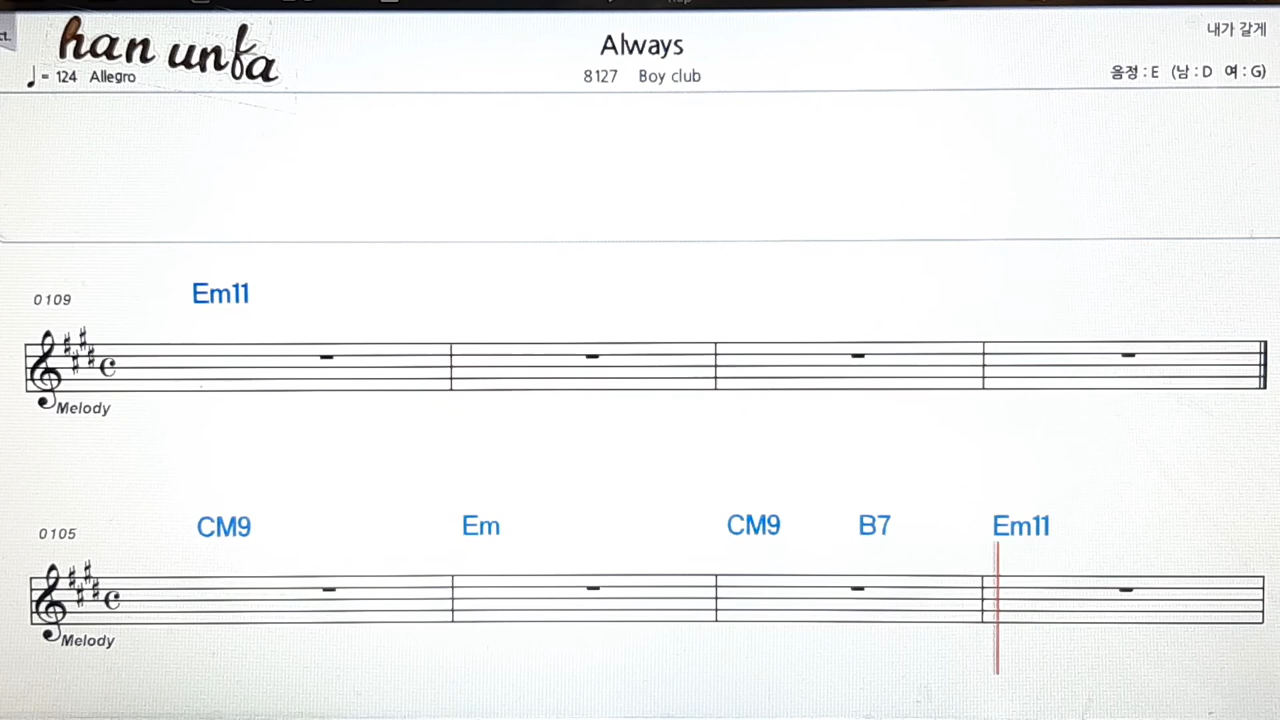 ct.
han unfa
♩ = 124 Allegro
Always
8127 Boy club
내가 갈게
음정 : E (남 : D 여 : G)
0109
Em11
Melody
0105
CM9 Em CM9 B7 Em11
Melody